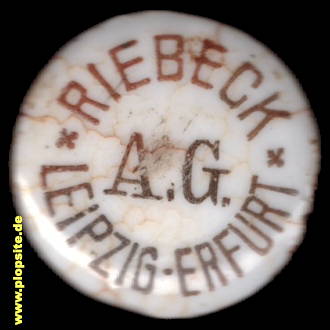 * RIEBECK *
A.G.
LEIPZIG-ERFURT
www.plopsite.de